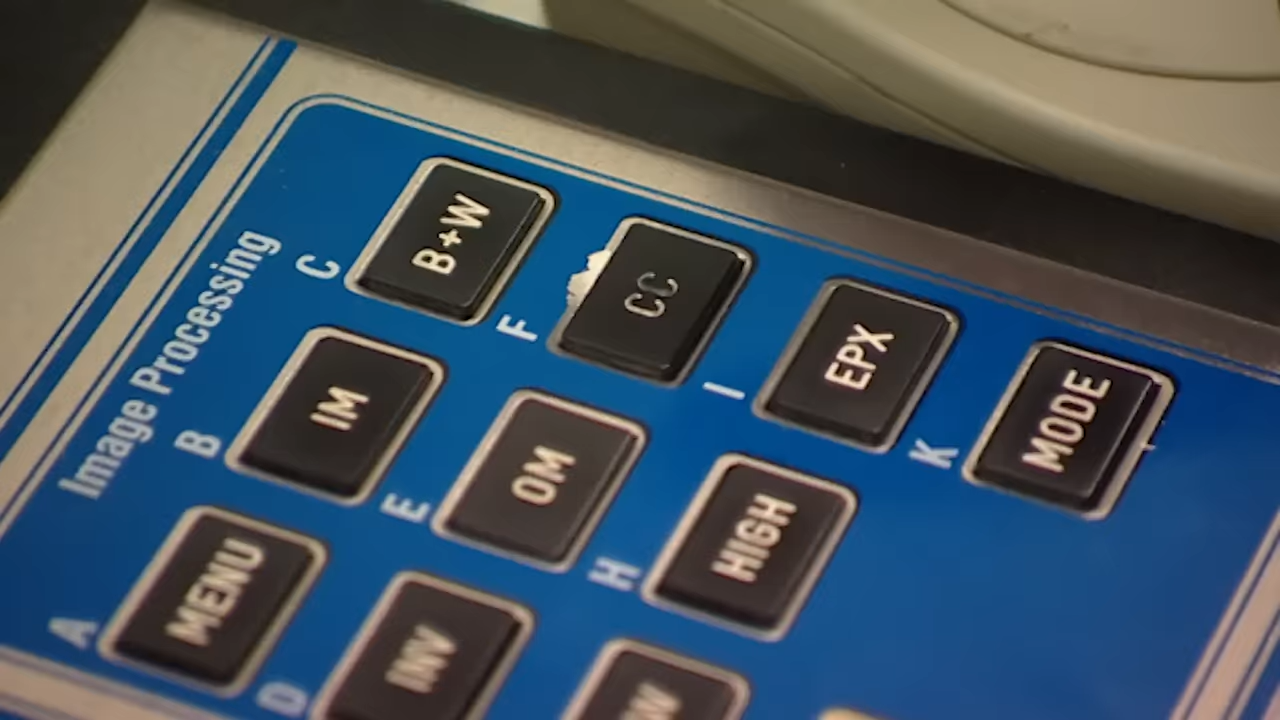 Image Processing
C
B+W
F
CC
I
EPX
K
MODE
B
IM
E
OM
H
HIGH
A
MENU
D
INV